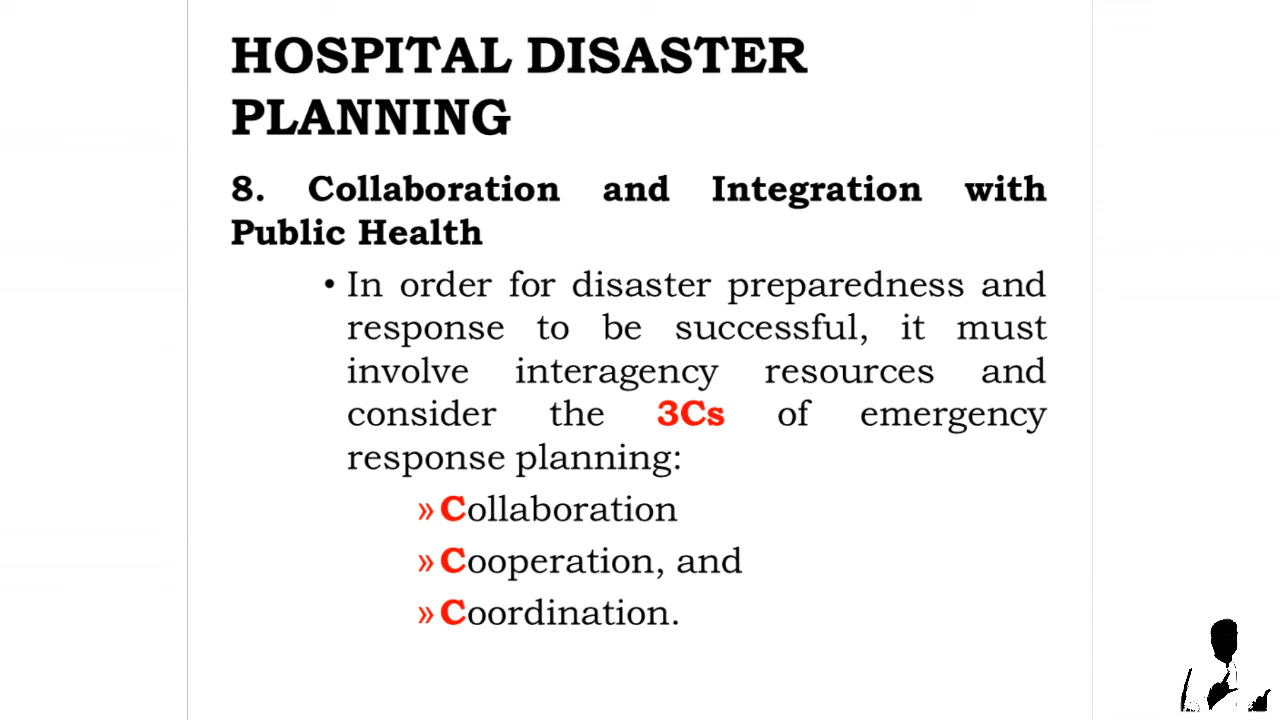 HOSPITAL DISASTER
PLANNING
8. Collaboration and Integration with
Public Health
• In order for disaster preparedness and
response to be successful, it must
involve interagency resources and
consider the 3Cs of emergency
response planning:
» Collaboration
» Cooperation, and
» Coordination.